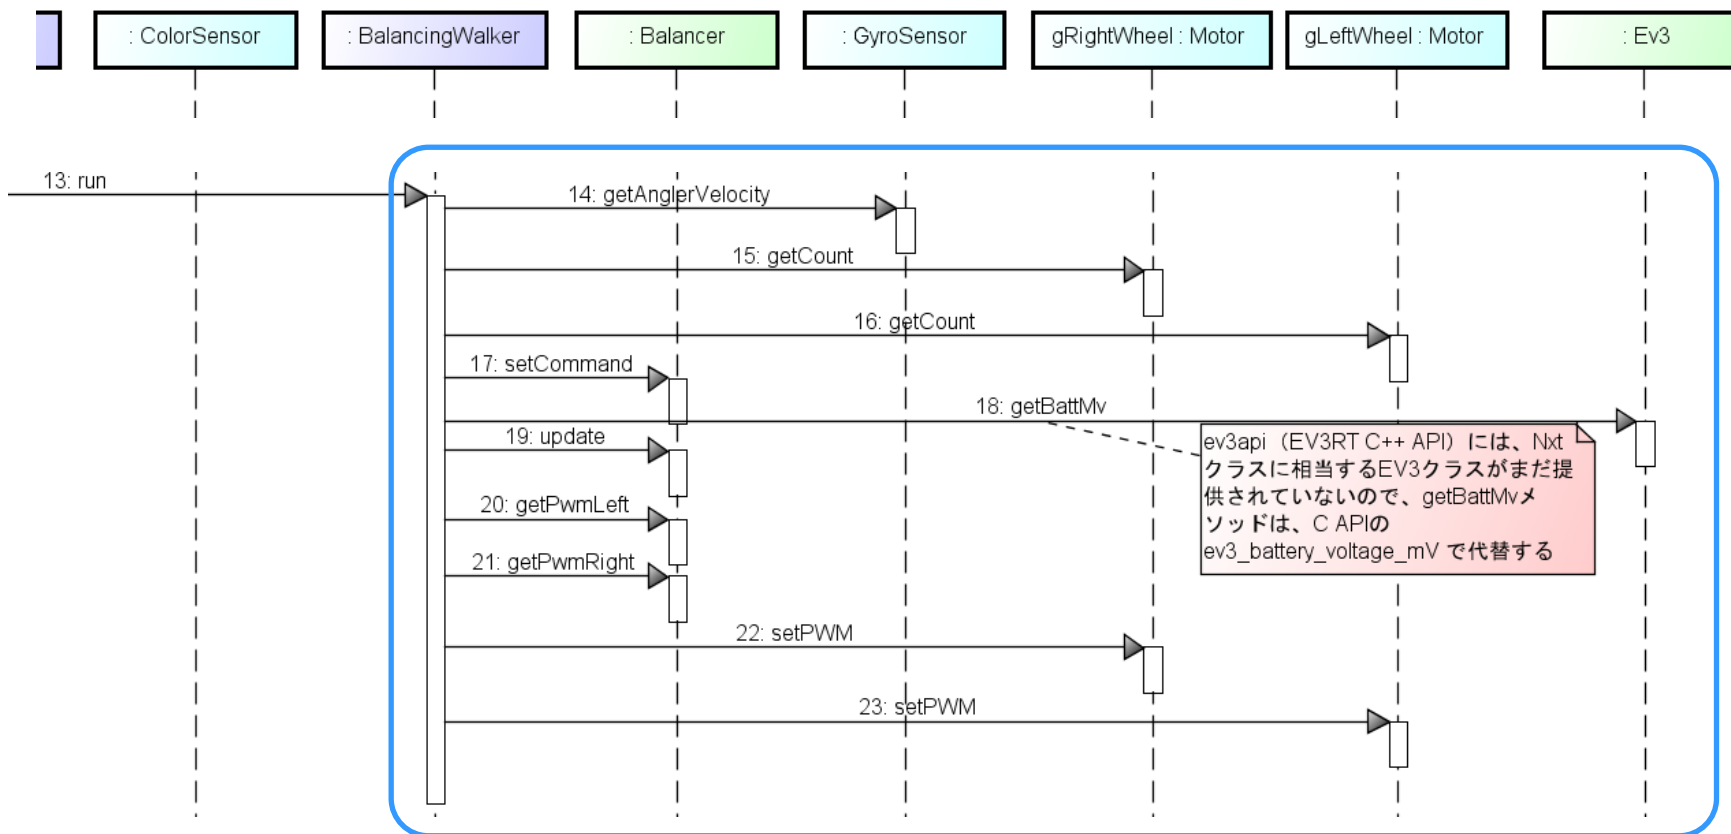 : ColorSensor
: BalancingWalker
: Balancer
: GyroSensor
gRightWheel : Motor
gLeftWheel : Motor
: Ev3
13: run
14: getAnglerVelocity
15: getCount
16: getCount
17: setCommand
18: getBattMv
19: update
ev3api（EV3RT C++ API）には、Nxt
クラスに相当するEV3クラスがまだ提
供されていないので、getBattMvメ
ソッドは、C APIの
ev3_battery_voltage_mV で代替する
20: getPwmLeft
21: getPwmRight
22: setPWM
23: setPWM